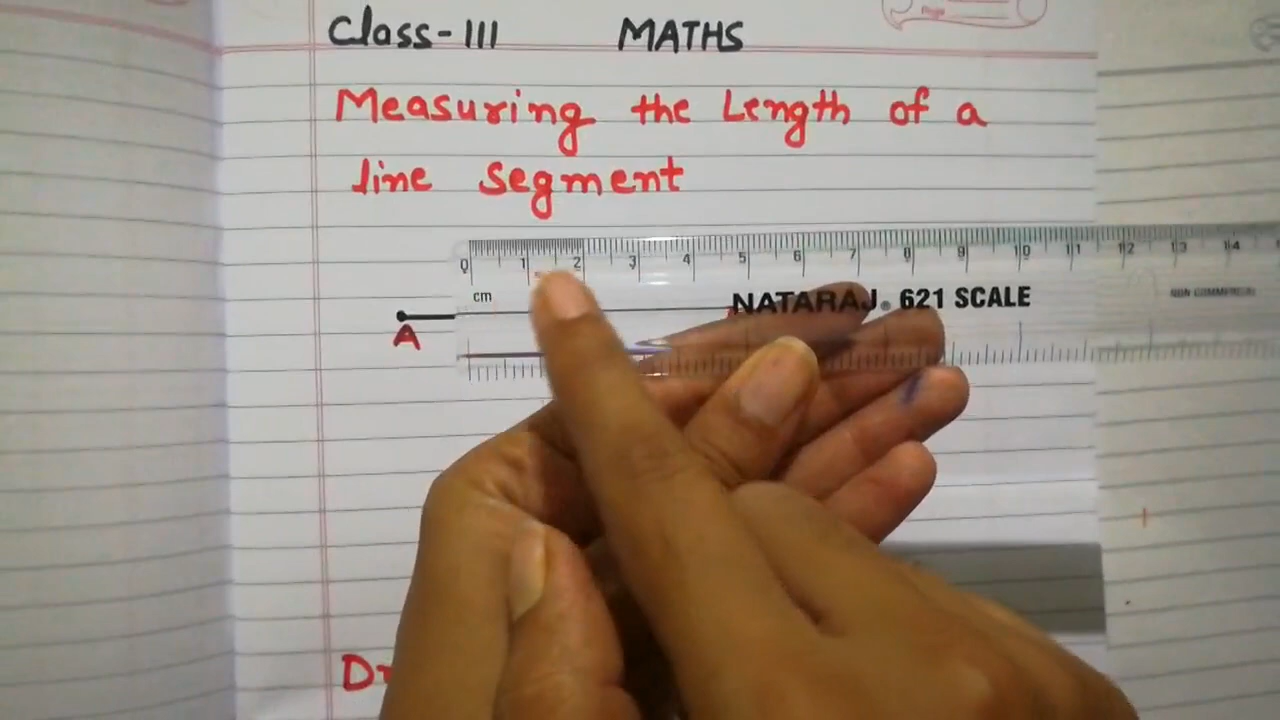 Class-III MATHS
Measuring the Length of a
line segment
0 1 2 3 4 5 6 7 8 9 10 11 12 13 14
cm
NATARAJ® 621 SCALE
A